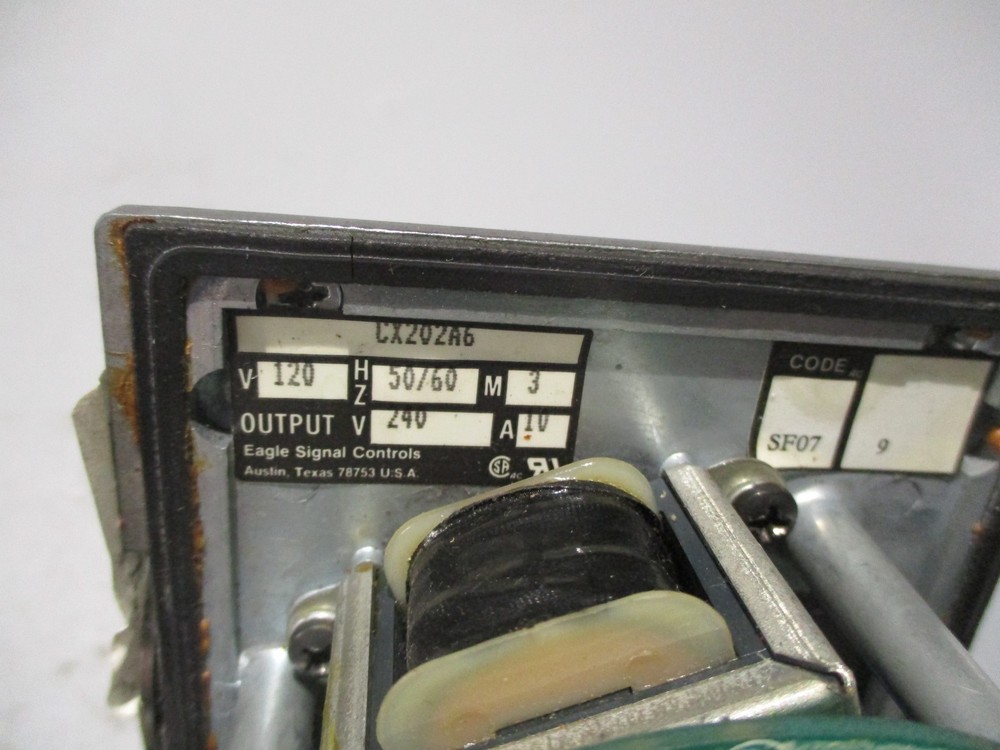 CX202A6
V 120 HZ 50/60 M 3
OUTPUT V 240 A 10
Eagle Signal Controls
Austin, Texas 78753 U.S.A.
CODE
SF07 9